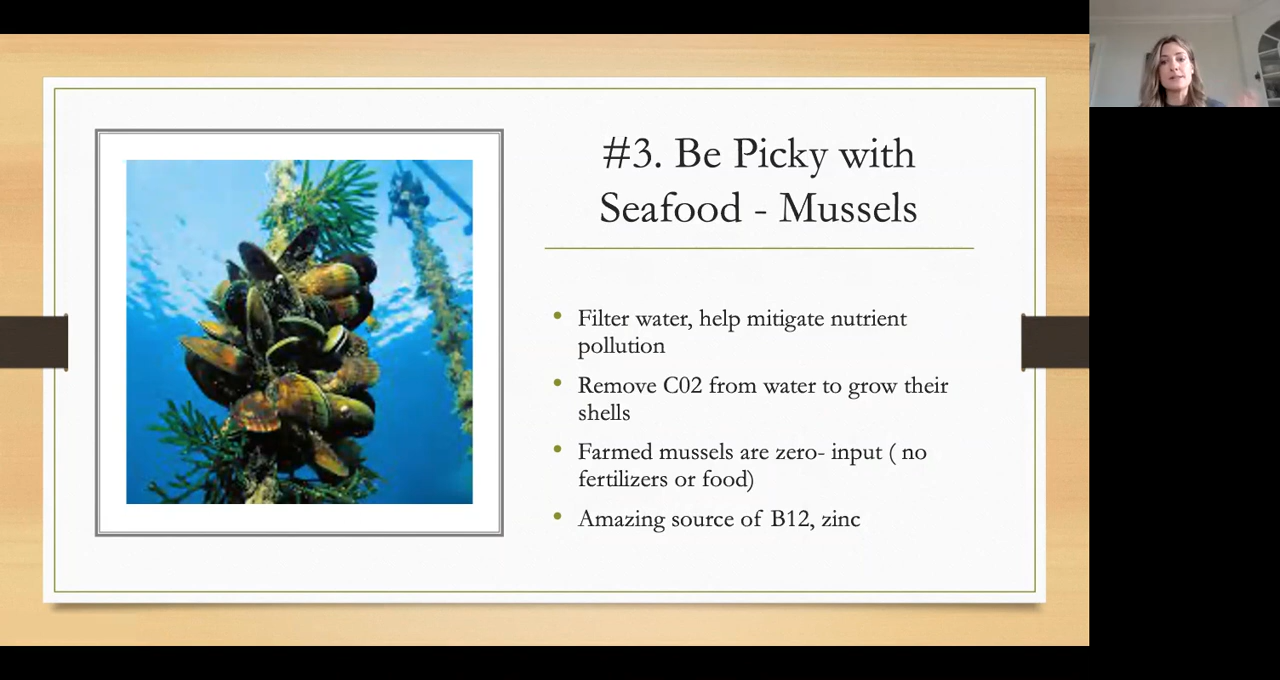 #3. Be Picky with
Seafood - Mussels
• Filter water, help mitigate nutrient
pollution
• Remove C02 from water to grow their
shells
• Farmed mussels are zero- input ( no
fertilizers or food)
• Amazing source of B12, zinc